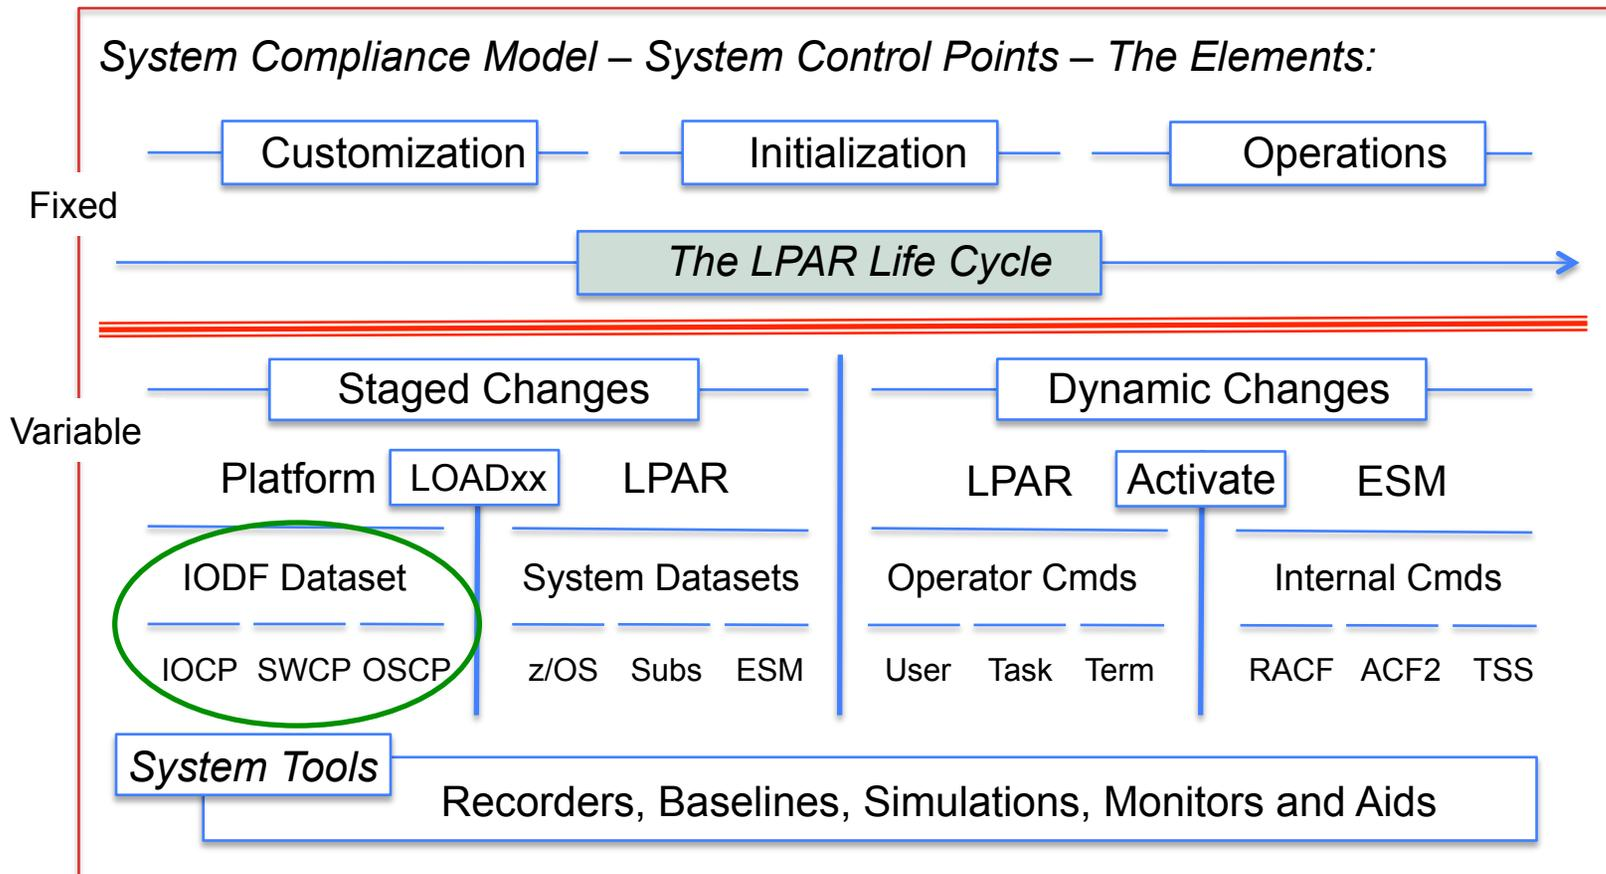 System Compliance Model – System Control Points – The Elements:
Customization Initialization Operations
Fixed
The LPAR Life Cycle
Staged Changes Dynamic Changes
Variable
Platform LOADxx LPAR LPAR Activate ESM
IODF Dataset System Datasets Operator Cmds Internal Cmds
IOCP SWCP OSCP z/OS Subs ESM User Task Term RACF ACF2 TSS
System Tools
Recorders, Baselines, Simulations, Monitors and Aids